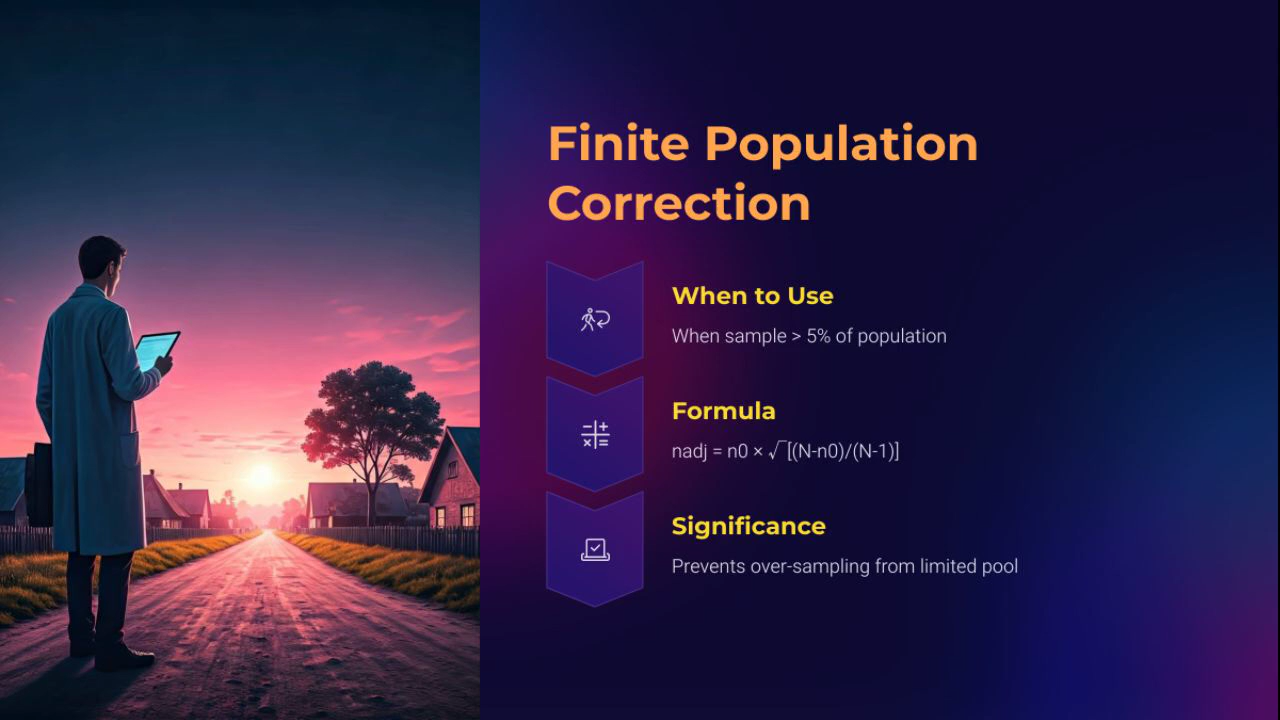 Finite Population
Correction
When to Use
When sample > 5% of population
Formula
nadj = n0 × √[(N-n0)/(N-1)]
Significance
Prevents over-sampling from limited pool